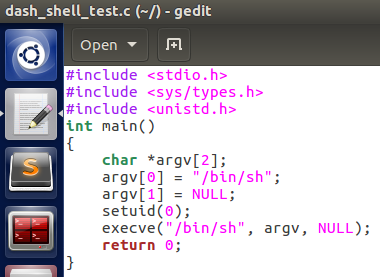 dash_shell_test.c (~/) - gedit
Open
#include <stdio.h>
#include <sys/types.h>
#include <unistd.h>
int main()
{
    char *argv[2];
    argv[0] = "/bin/sh";
    argv[1] = NULL;
    setuid(0);
    execve("/bin/sh", argv, NULL);
    return 0;
}